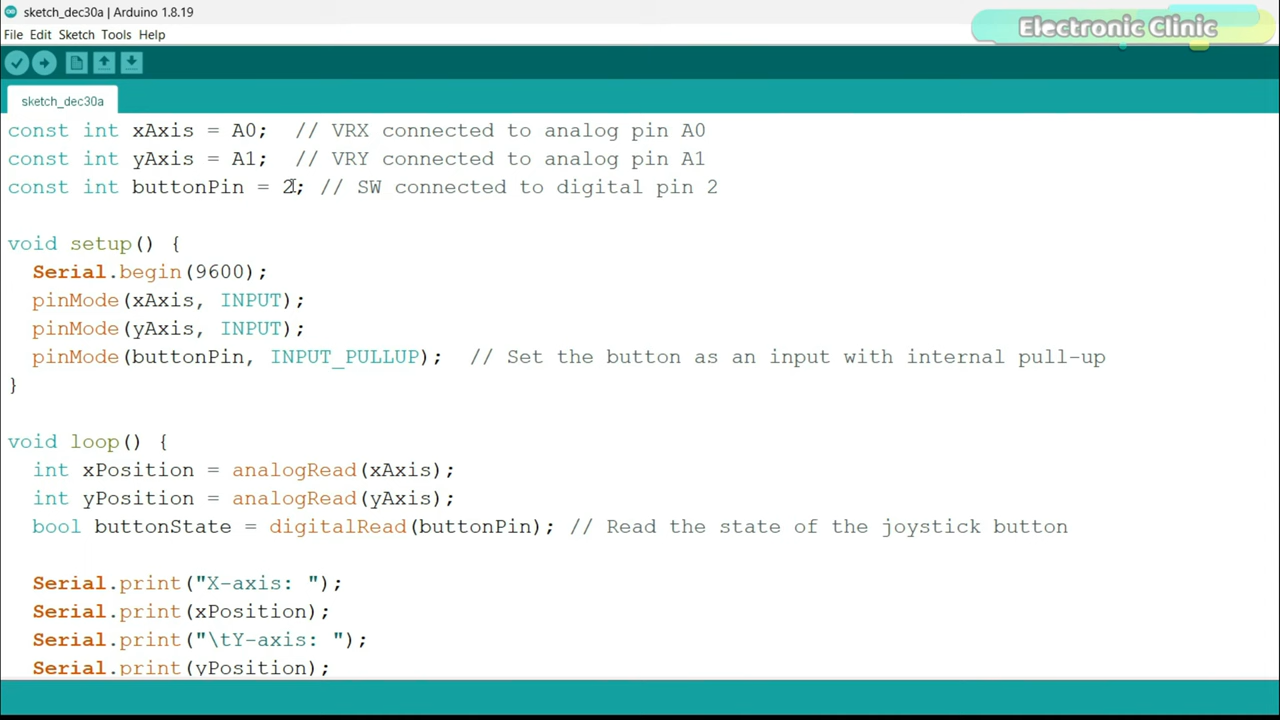 sketch_dec30a | Arduino 1.8.19
Electronic Clinic
File Edit Sketch Tools Help
sketch_dec30a
const int xAxis = A0;  // VRX connected to analog pin A0
const int yAxis = A1;  // VRY connected to analog pin A1
const int buttonPin = 2; // SW connected to digital pin 2
void setup() {
  Serial.begin(9600);
  pinMode(xAxis, INPUT);
  pinMode(yAxis, INPUT);
  pinMode(buttonPin, INPUT_PULLUP);  // Set the button as an input with internal pull-up
}
void loop() {
  int xPosition = analogRead(xAxis);
  int yPosition = analogRead(yAxis);
  bool buttonState = digitalRead(buttonPin); // Read the state of the joystick button
  Serial.print("X-axis: ");
  Serial.print(xPosition);
  Serial.print("\tY-axis: ");
  Serial.print(yPosition);